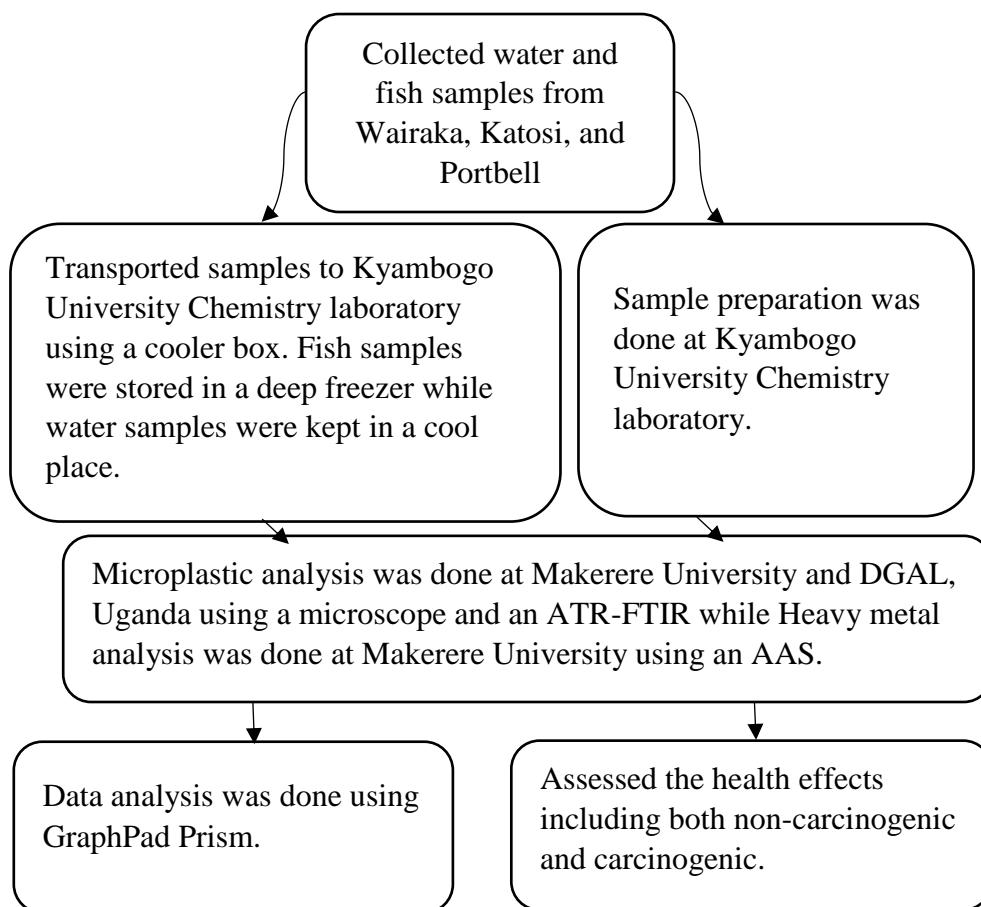 Collected water and
fish samples from
Wairaka, Katosi, and
Portbell
Transported samples to Kyambogo
University Chemistry laboratory
using a cooler box. Fish samples
were stored in a deep freezer while
water samples were kept in a cool
place.
Sample preparation was
done at Kyambogo
University Chemistry
laboratory.
Microplastic analysis was done at Makerere University and DGAL,
Uganda using a microscope and an ATR-FTIR while Heavy metal
analysis was done at Makerere University using an AAS.
Data analysis was done using
GraphPad Prism.
Assessed the health effects
including both non-carcinogenic
and carcinogenic.